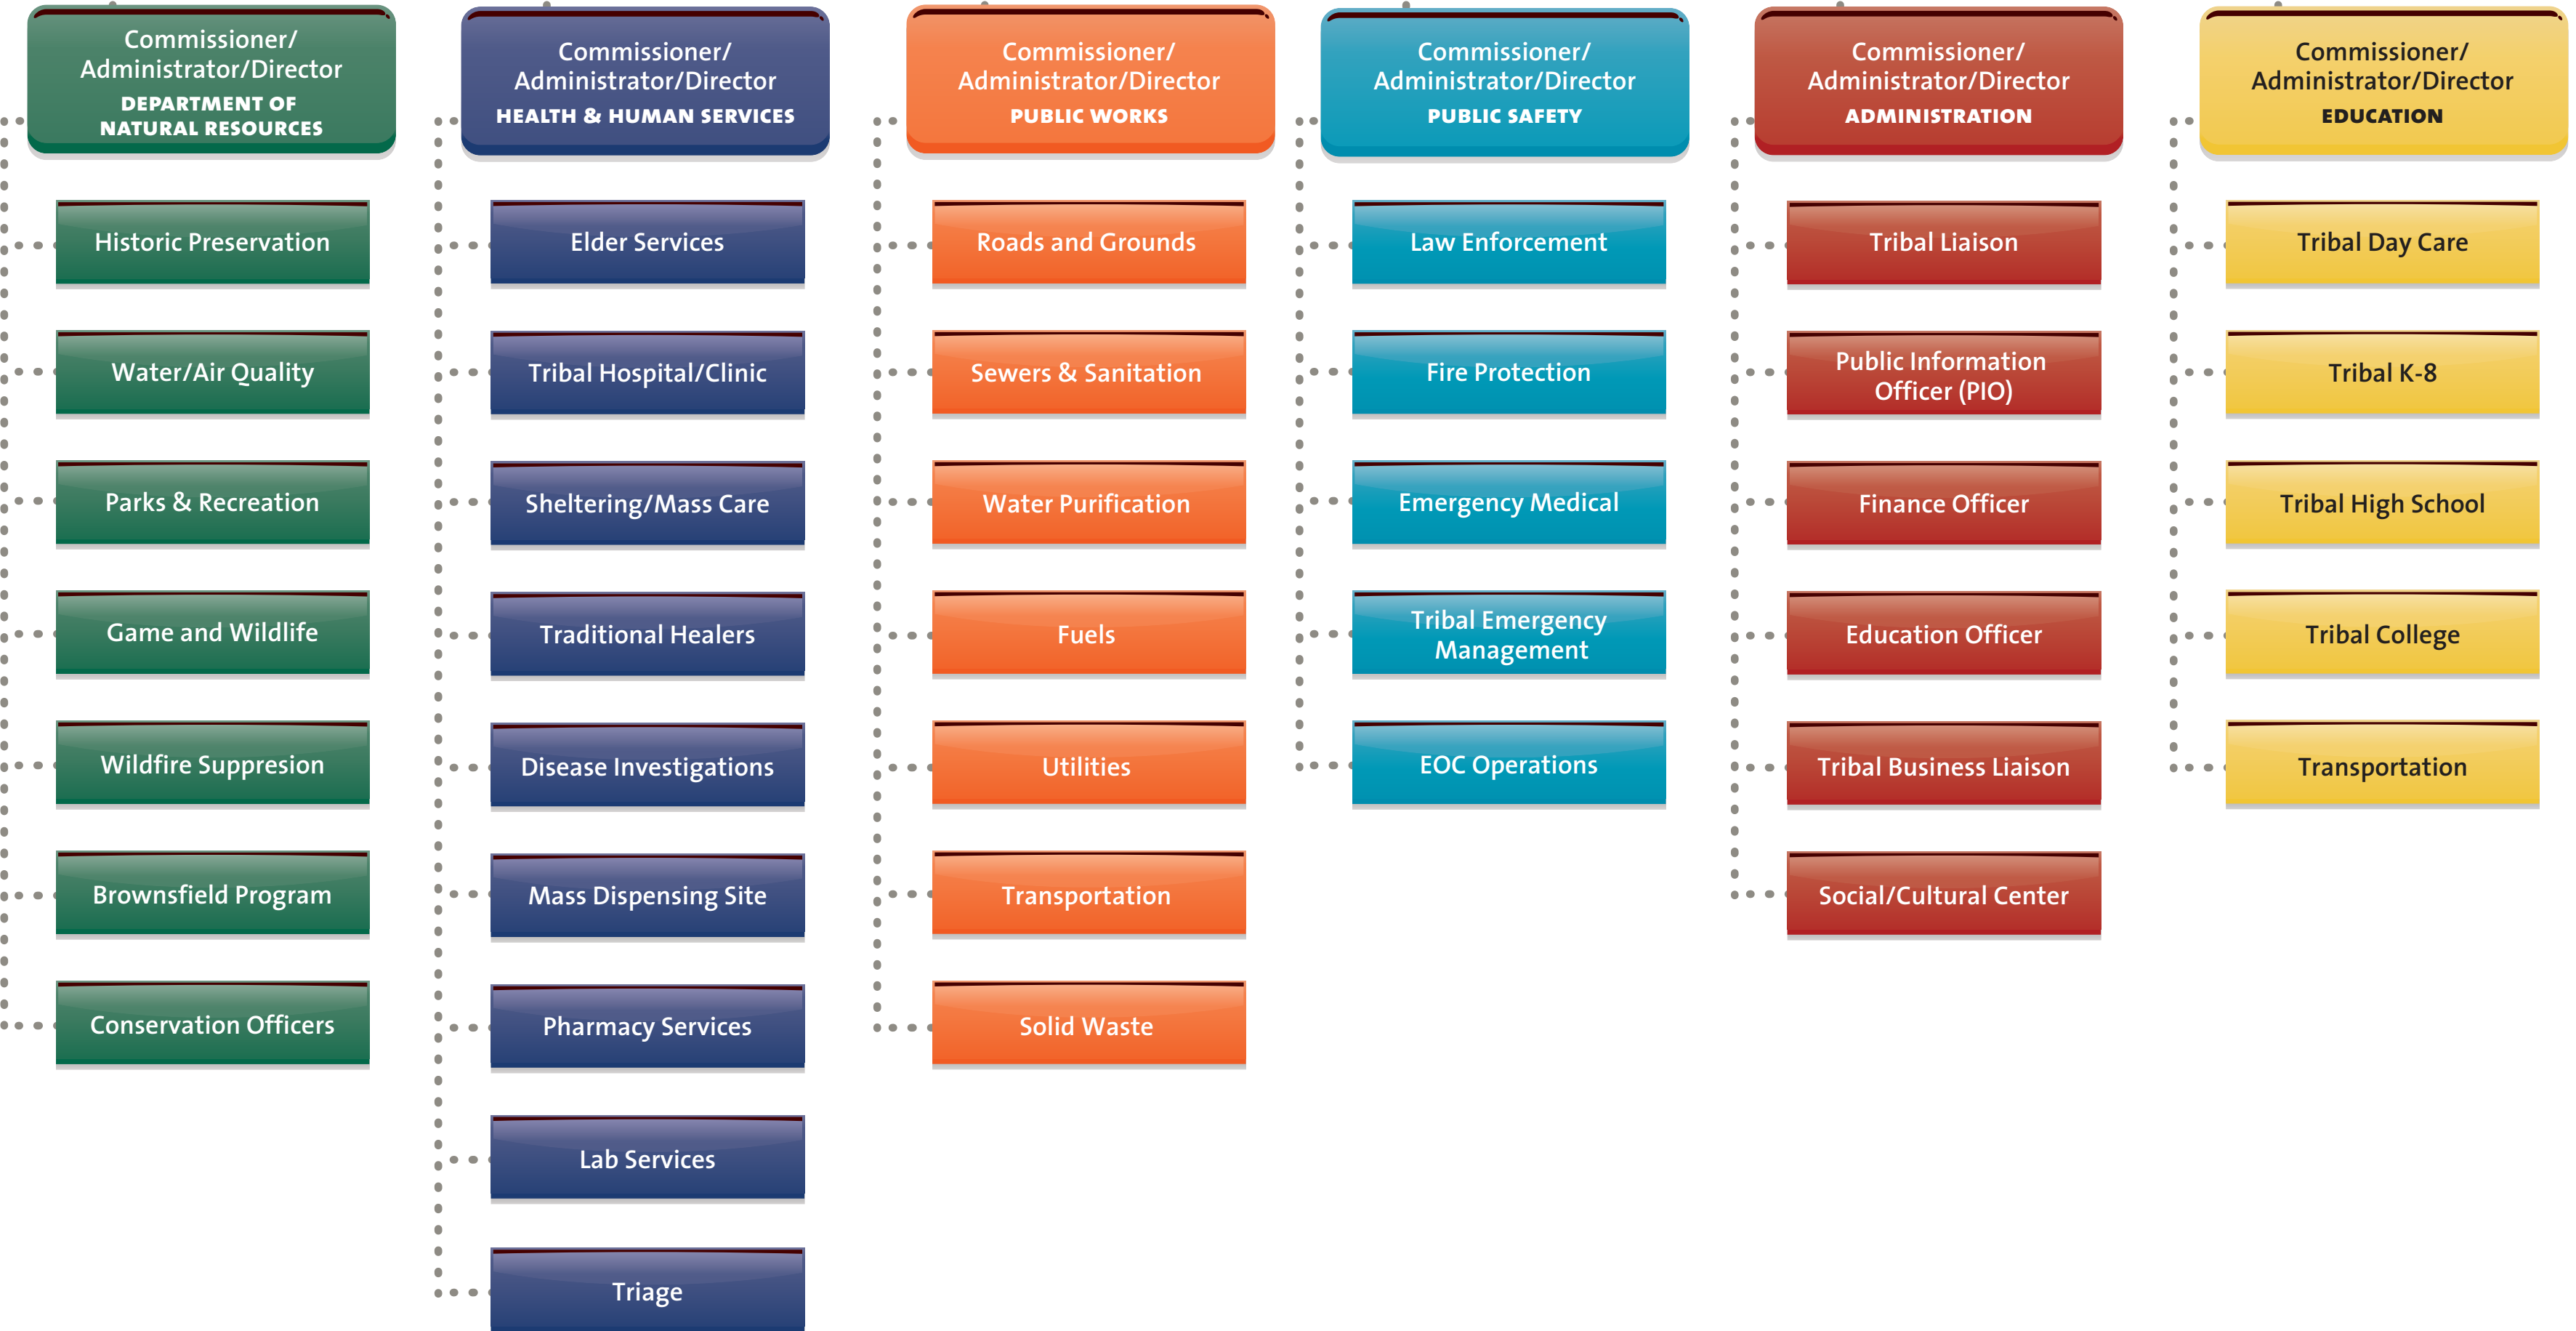 Commissioner/
Administrator/Director
DEPARTMENT OF
NATURAL RESOURCES
Historic Preservation
Water/Air Quality
Parks & Recreation
Game and Wildlife
Wildfire Suppresion
Brownsfield Program
Conservation Officers
Commissioner/
Administrator/Director
HEALTH & HUMAN SERVICES
Elder Services
Tribal Hospital/Clinic
Sheltering/Mass Care
Traditional Healers
Disease Investigations
Mass Dispensing Site
Pharmacy Services
Lab Services
Triage
Commissioner/
Administrator/Director
PUBLIC WORKS
Roads and Grounds
Sewers & Sanitation
Water Purification
Fuels
Utilities
Transportation
Solid Waste
Commissioner/
Administrator/Director
PUBLIC SAFETY
Law Enforcement
Fire Protection
Emergency Medical
Tribal Emergency
Management
EOC Operations
Commissioner/
Administrator/Director
ADMINISTRATION
Tribal Liaison
Public Information
Officer (PIO)
Finance Officer
Education Officer
Tribal Business Liaison
Social/Cultural Center
Commissioner/
Administrator/Director
EDUCATION
Tribal Day Care
Tribal K-8
Tribal High School
Tribal College
Transportation